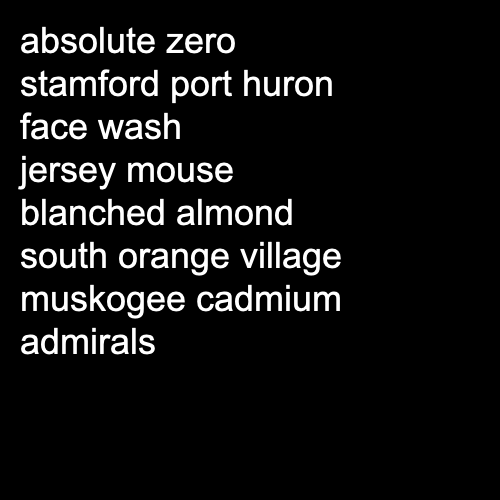 absolute zero
stamford port huron
face wash
jersey mouse
blanched almond
south orange village
muskogee cadmium
admirals